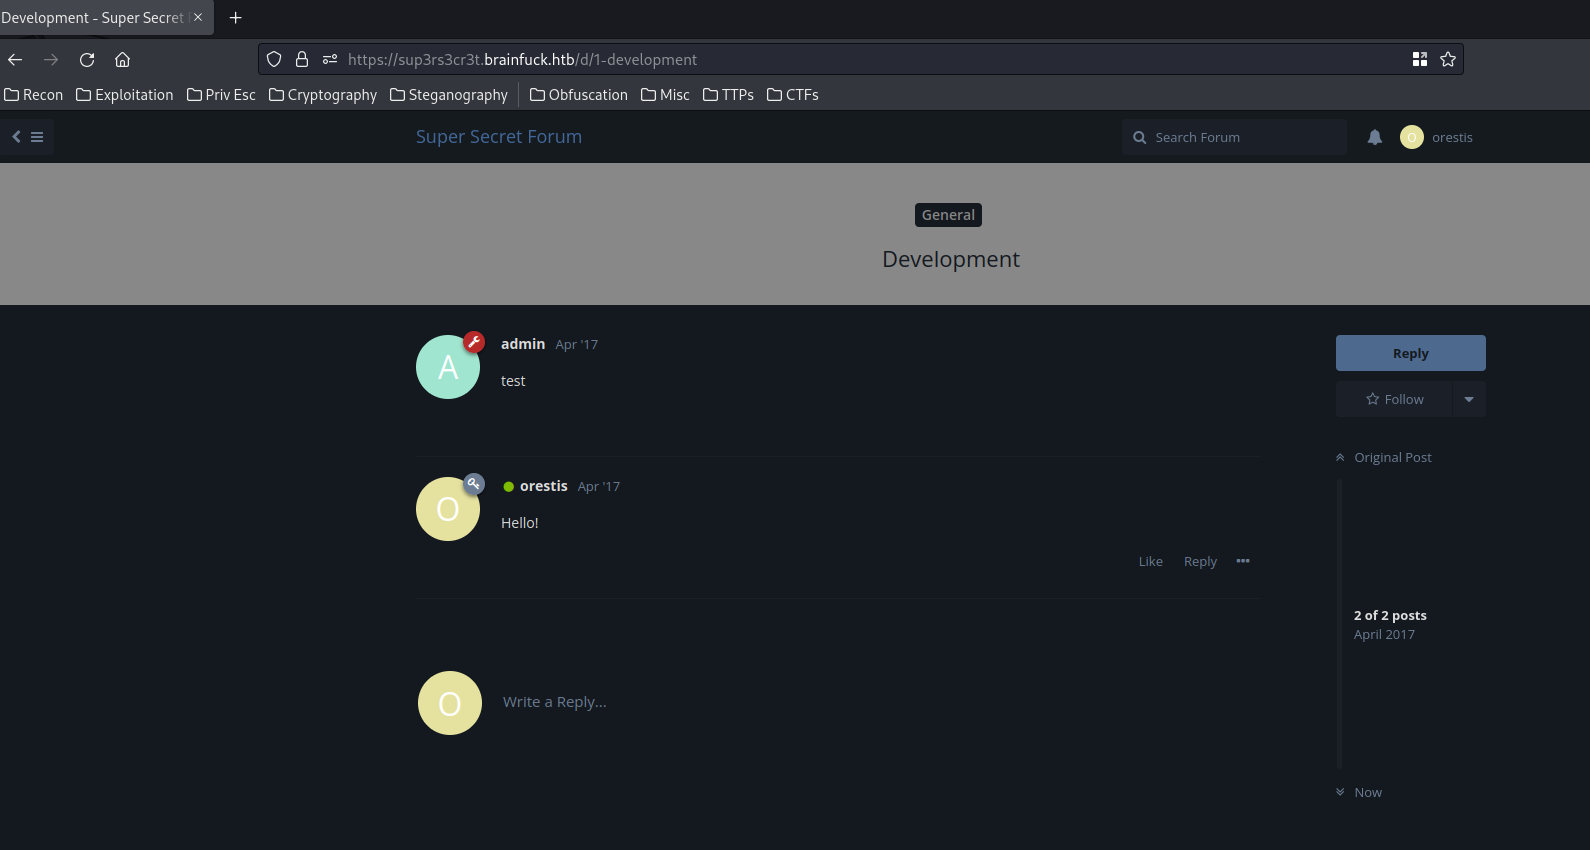 Development - Super Secret
https://sup3rs3cr3t.brainfuck.htb/d/1-development
Recon Exploitation Priv Esc Cryptography Steganography Obfuscation Misc TTPs CTFs
Super Secret Forum Search Forum O orestis
General
Development
A admin Apr '17
test
Reply
Follow
Original Post
O orestis Apr '17
Hello!
Like Reply
2 of 2 posts
April 2017
O Write a Reply...
Now